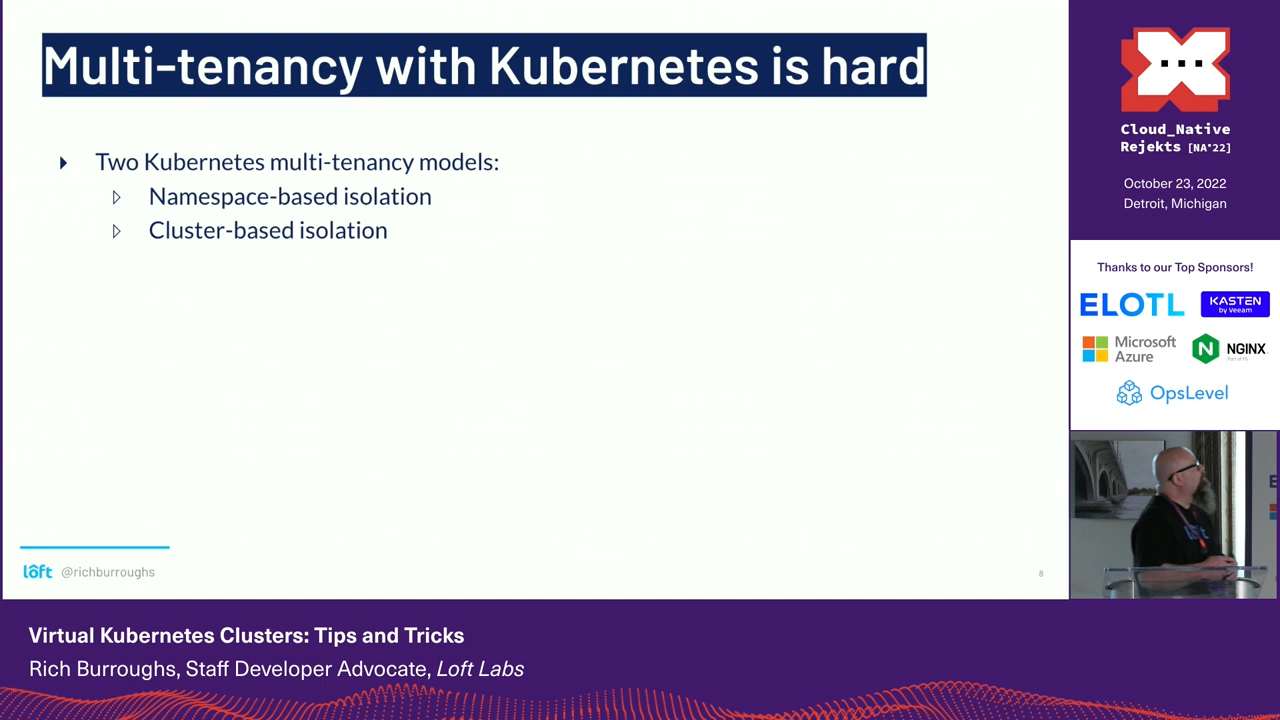 Multi-tenancy with Kubernetes is hard
Two Kubernetes multi-tenancy models:
Namespace-based isolation
Cluster-based isolation
lôft @richburroughs
8
Cloud_Native
Rejekts [NA'22]
October 23, 2022
Detroit, Michigan
Thanks to our Top Sponsors!
ELOTL
KASTEN
by Veeam
Microsoft
Azure
N NGINX
OpsLevel
Virtual Kubernetes Clusters: Tips and Tricks
Rich Burroughs, Staff Developer Advocate, Loft Labs